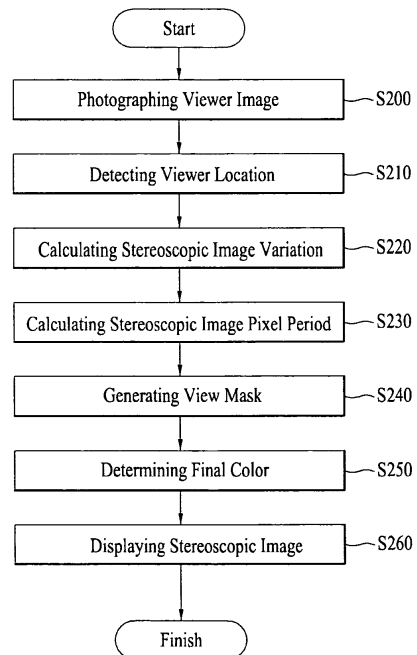 Start
Photographing Viewer Image S200
Detecting Viewer Location S210
Calculating Stereoscopic Image Variation S220
Calculating Stereoscopic Image Pixel Period S230
Generating View Mask S240
Determining Final Color S250
Displaying Stereoscopic Image S260
Finish